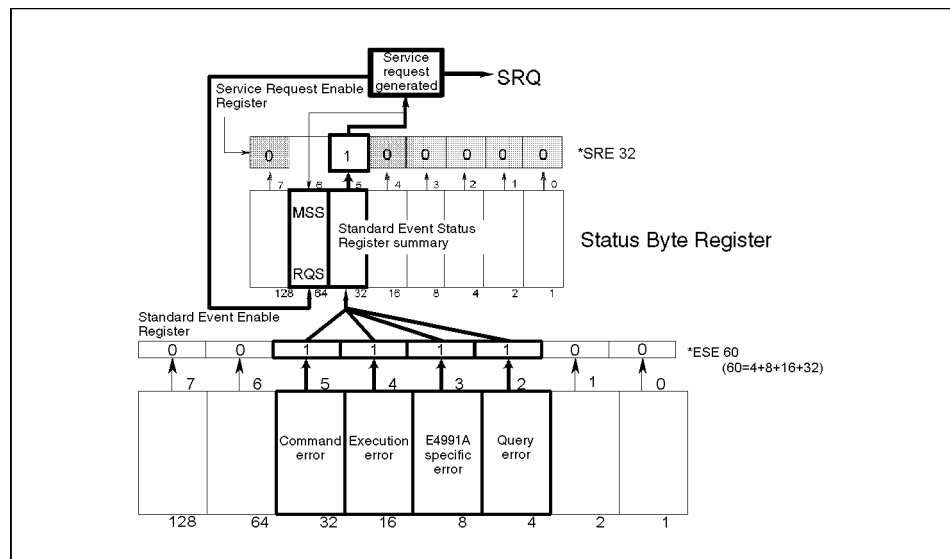 Service
request
generated
SRQ
Service Request Enable
Register
0 1 0 0 0 0 0
*SRE 32
7 6 5 4 3 2 1 0
MSS
Standard Event Status
Register summary
Status Byte Register
RQS
128 64 32 16 8 4 2 1
Standard Event Enable
Register
0 0 1 1 1 1 0 0
*ESE 60
(60=4+8+16+32)
7 6 5 4 3 2 1 0
Command
error
Execution
error
E4991A
specific
error
Query
error
128 64 32 16 8 4 2 1